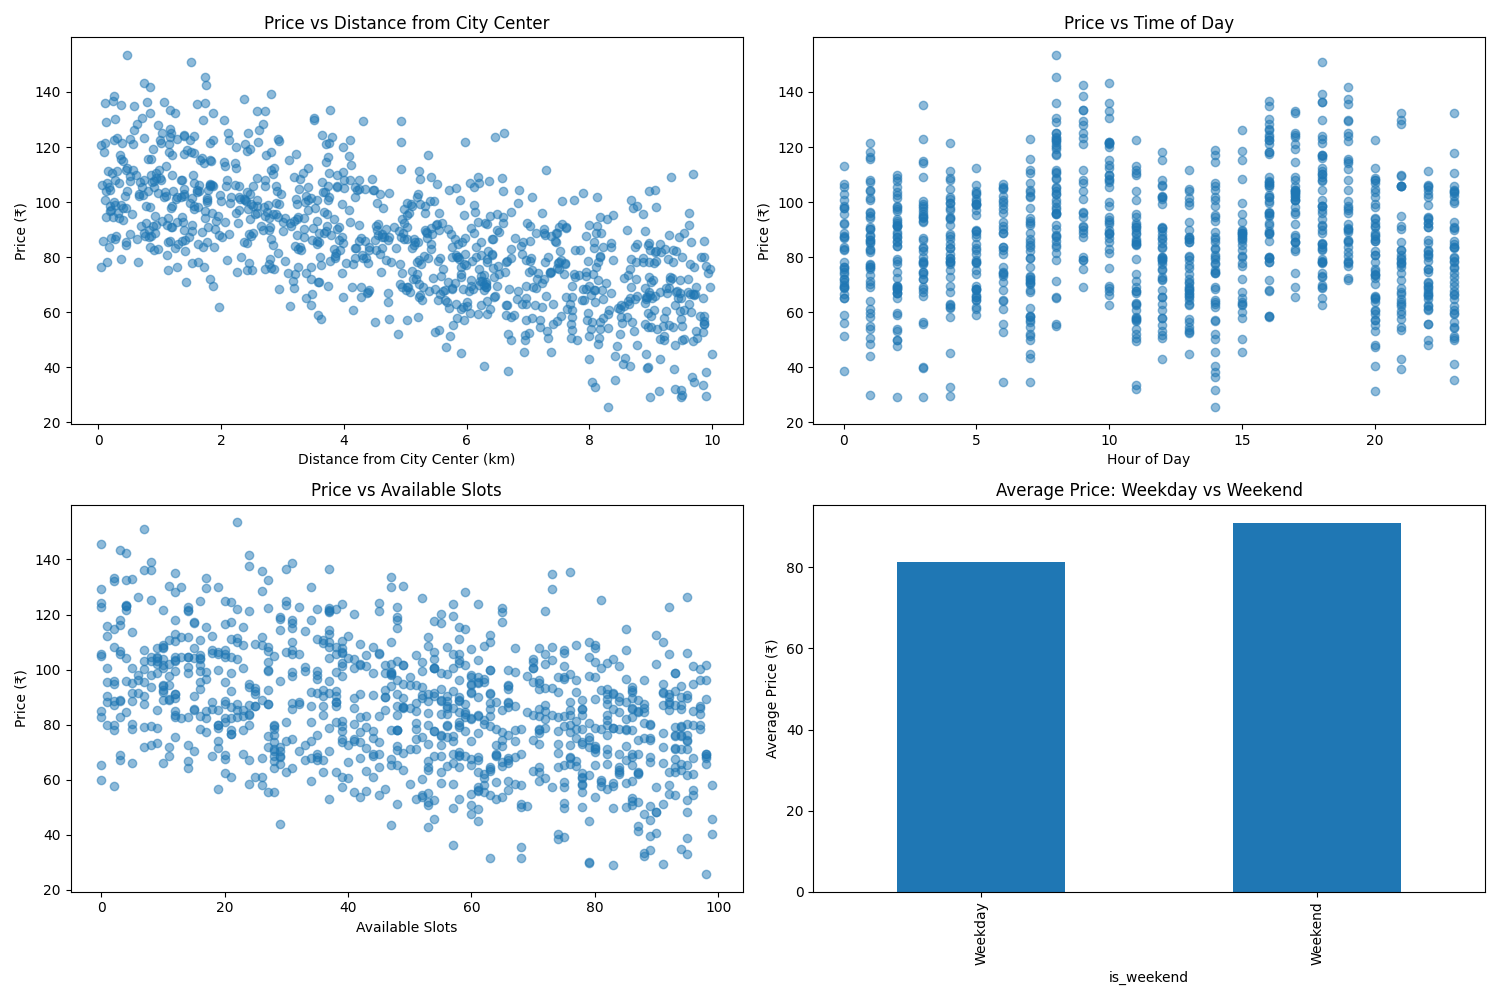 Price vs Distance from City Center
Price (₹)
140
120
100
80
60
40
20
0 2 4 6 8 10
Distance from City Center (km)
Price vs Time of Day
Price (₹)
140
120
100
80
60
40
20
0 5 10 15 20
Hour of Day
Price vs Available Slots
Price (₹)
140
120
100
80
60
40
20
0 20 40 60 80 100
Available Slots
Average Price: Weekday vs Weekend
Average Price (₹)
80
60
40
20
0
Weekday
Weekend
is_weekend